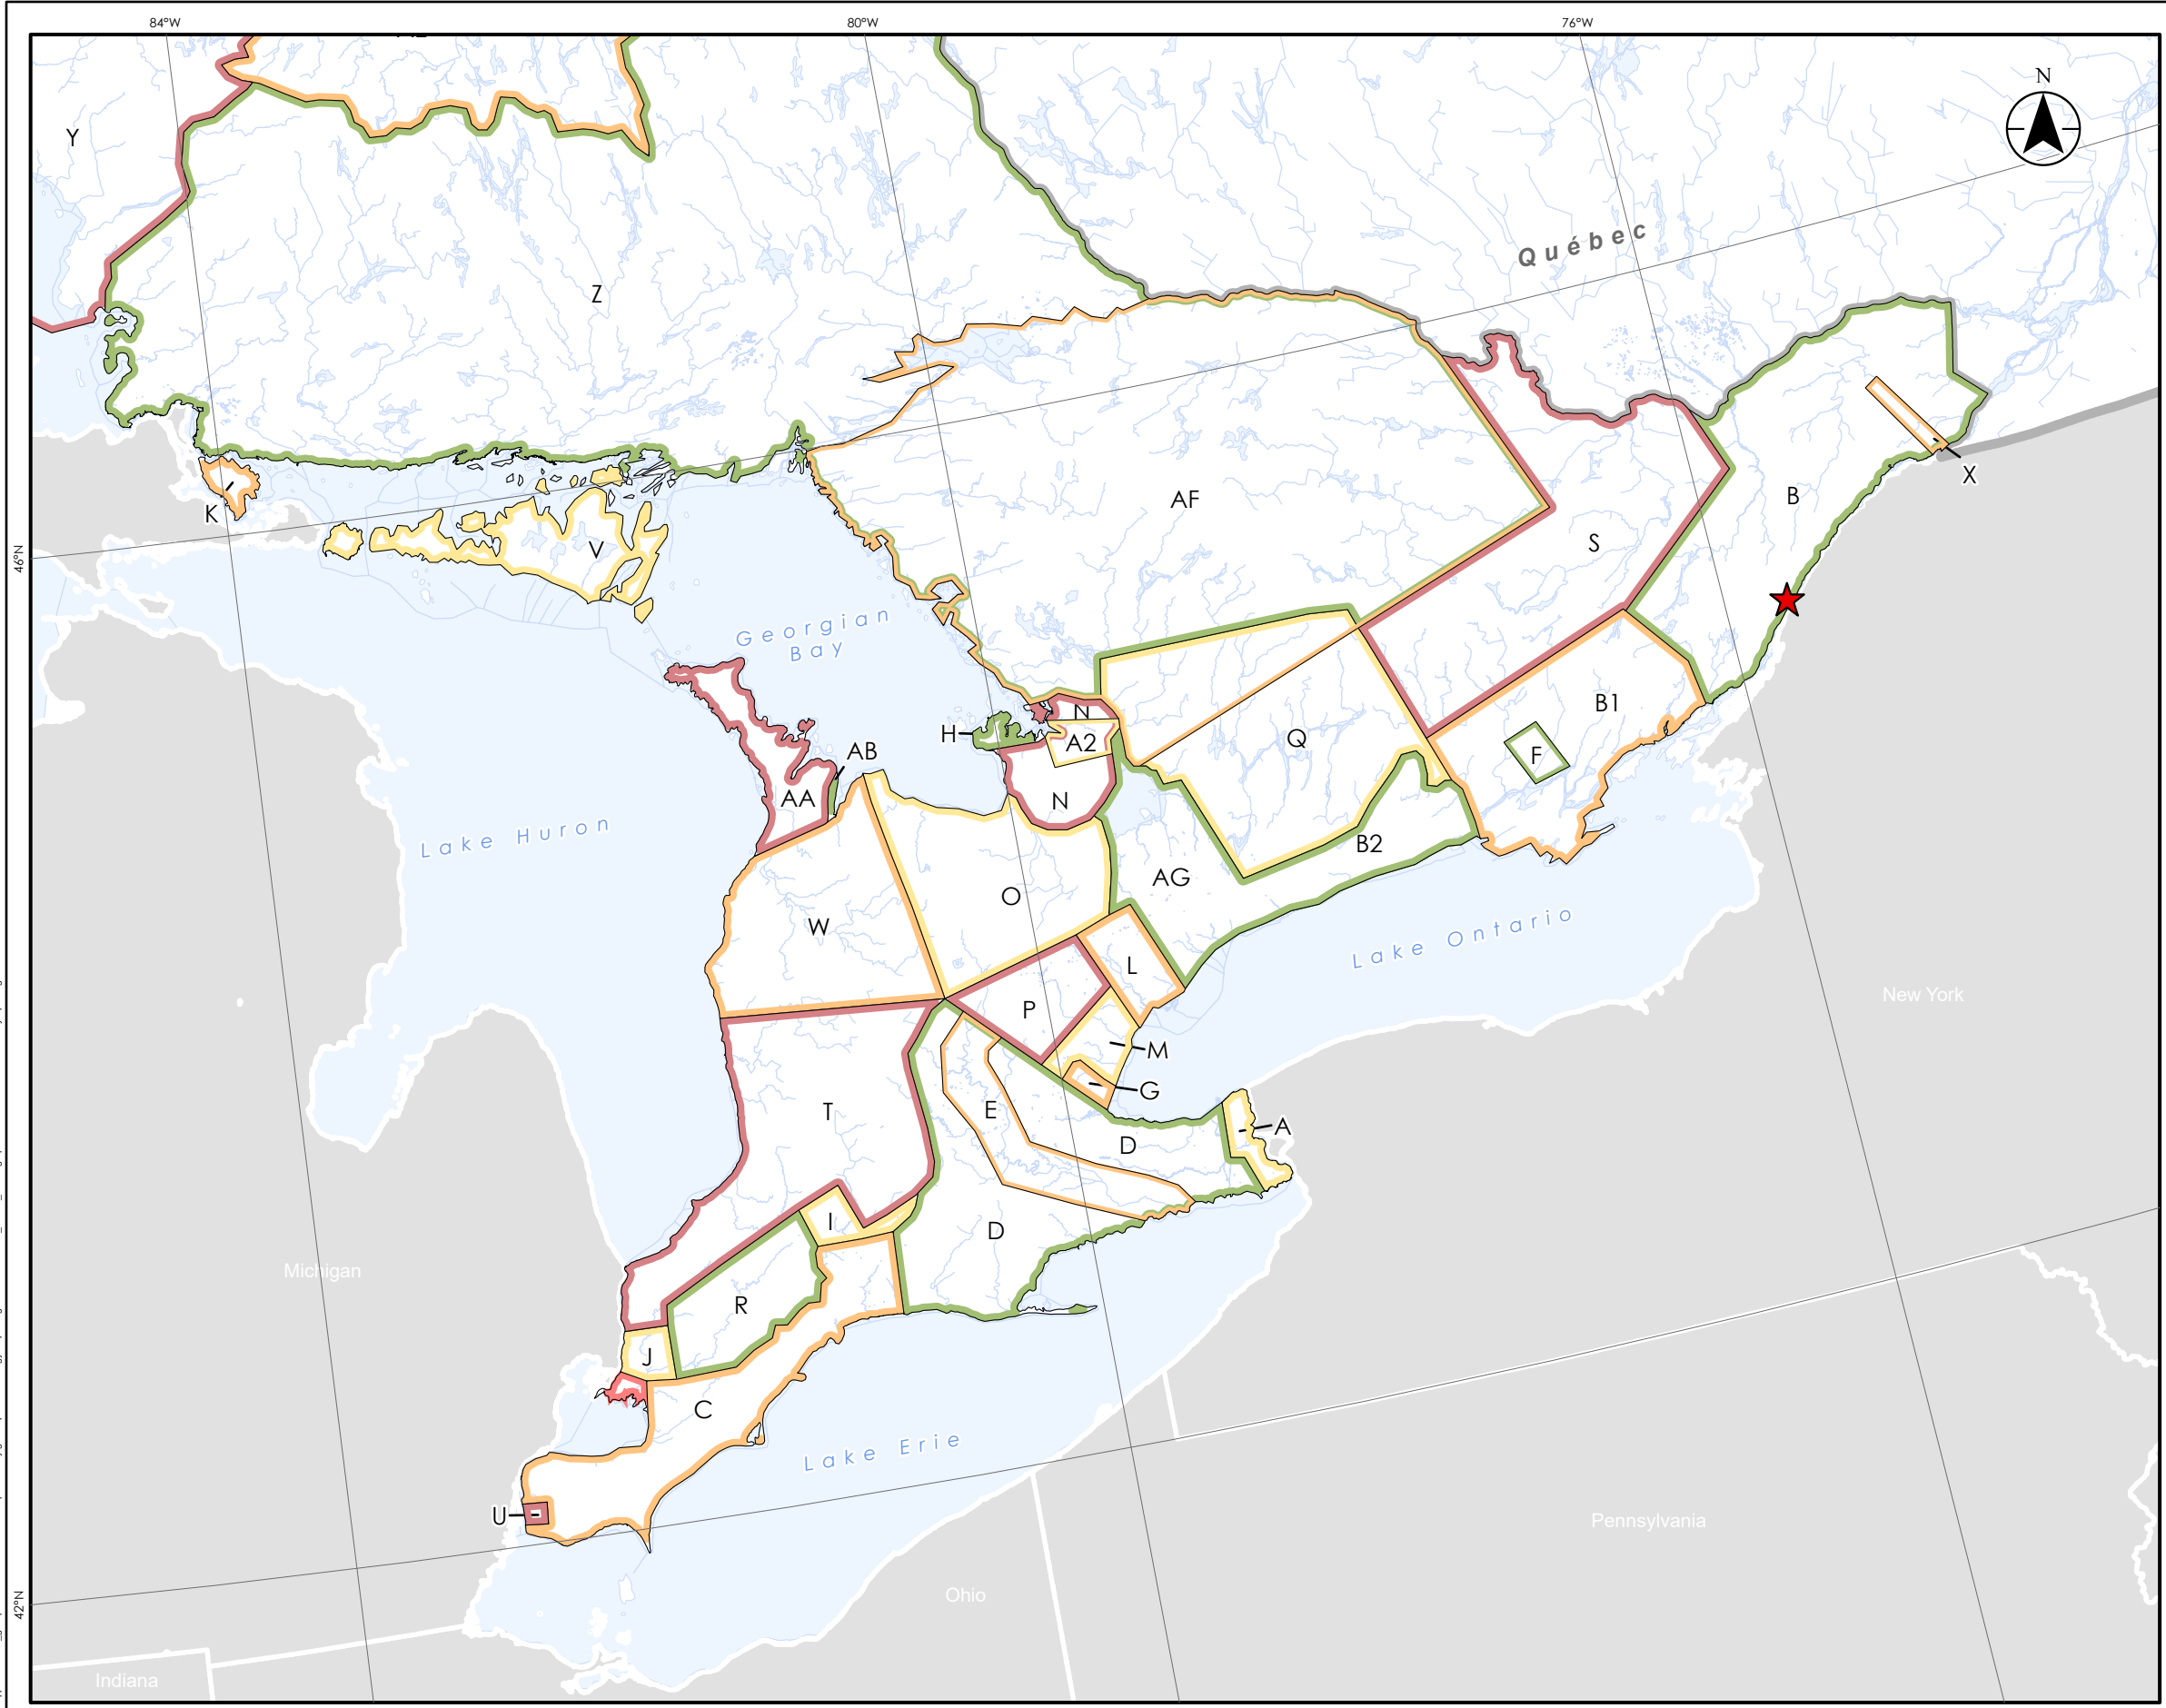 84°W
80°W
76°W
N
Y
Québec
Z
X
B
K
AF
46°N
V
S
Georgian
Bay
B1
N
H
A2
Q
AB
F
AA
N
Lake Huron
B2
AG
O
W
Lake Ontario
L
New York
P
M
G
E
T
A
D
I
D
Michigan
R
J
C
Lake Erie
U
Pennsylvania
42°N
Ohio
Indiana